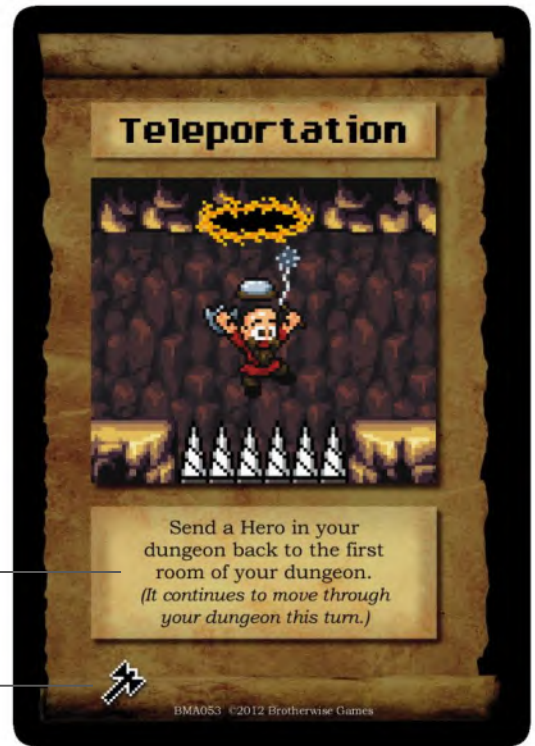 Teleportation
Send a Hero in your
dungeon back to the first
room of your dungeon.
(It continues to move through
your dungeon this turn.)
BMA053 ©2012 Brotherwise Games